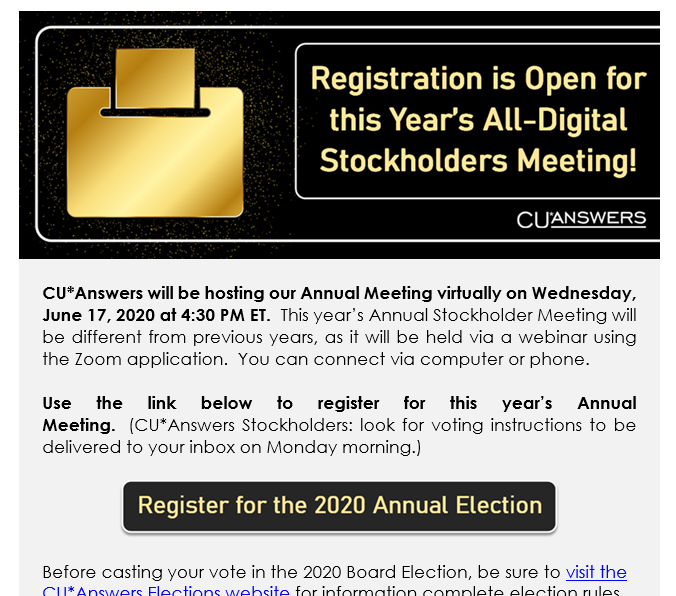 Registration is Open for
this Year's All-Digital
Stockholders Meeting!
CU*ANSWERS
CU*Answers will be hosting our Annual Meeting virtually on Wednesday,
June 17, 2020 at 4:30 PM ET.  This year's Annual Stockholder Meeting will
be different from previous years, as it will be held via a webinar using
the Zoom application.  You can connect via computer or phone.
Use the link below to register for this year's Annual
Meeting.  (CU*Answers Stockholders: look for voting instructions to be
delivered to your inbox on Monday morning.)
Register for the 2020 Annual Election
Before casting your vote in the 2020 Board Election, be sure to visit the
CU*Answers Elections website for information complete election rules